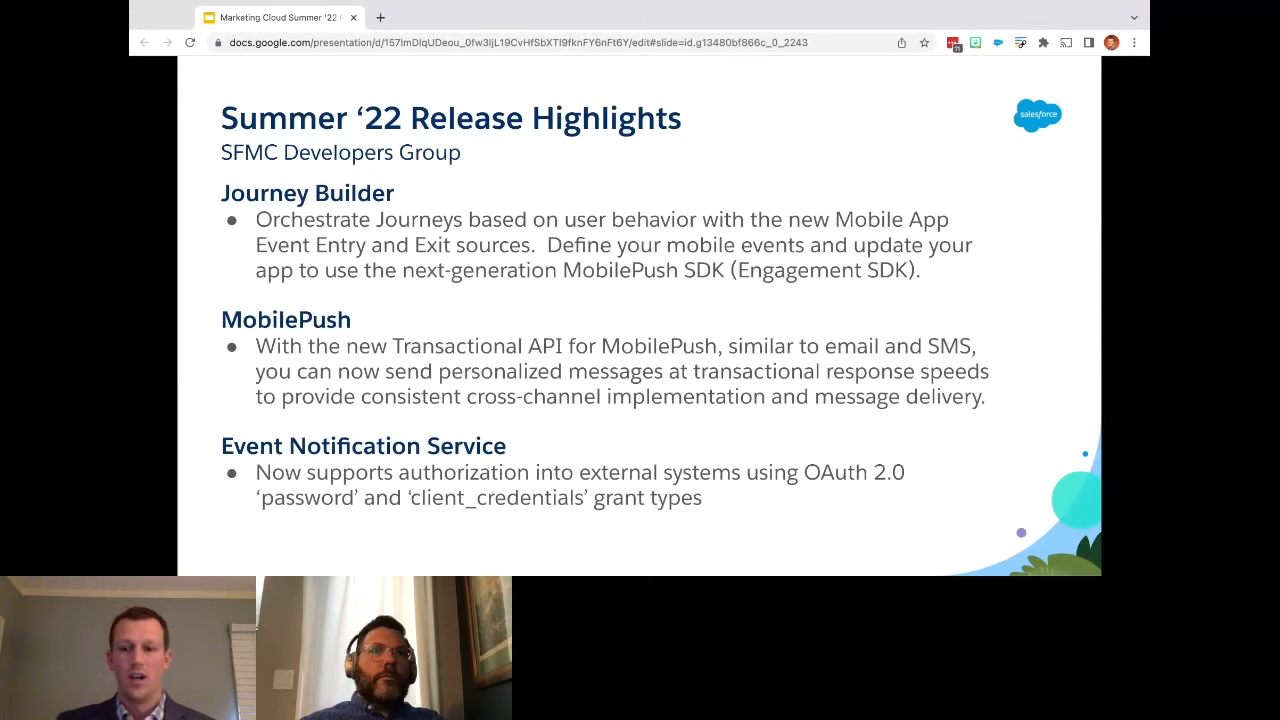 Marketing Cloud Summer '22 R
docs.google.com/presentation/d/157lmDlqUDeou_0fw3ljL19CvHfSbXTl9fknFY6nFt6Y/edit#slide=id.g13480bf866c_0_2243
11
Summer ‘22 Release Highlights
salesforce
SFMC Developers Group
Journey Builder
● Orchestrate Journeys based on user behavior with the new Mobile App
Event Entry and Exit sources.  Define your mobile events and update your
app to use the next-generation MobilePush SDK (Engagement SDK).
MobilePush
● With the new Transactional API for MobilePush, similar to email and SMS,
you can now send personalized messages at transactional response speeds
to provide consistent cross-channel implementation and message delivery.
Event Notification Service
● Now supports authorization into external systems using OAuth 2.0
‘password’ and ‘client_credentials’ grant types